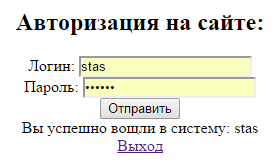 Авторизация на сайте:
Логин: stas
Пароль: ••••••
Отправить
Вы успешно вошли в систему: stas
Выход